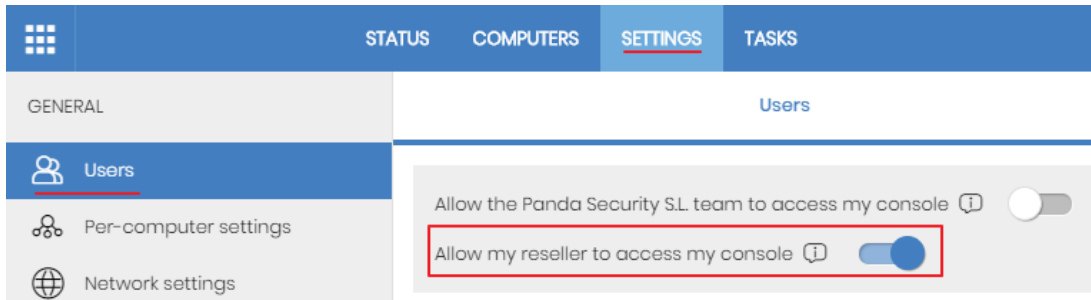 STATUS COMPUTERS SETTINGS TASKS
GENERAL
Users
Users
Per-computer settings
Network settings
Allow the Panda Security S.L. team to access my console
Allow my reseller to access my console